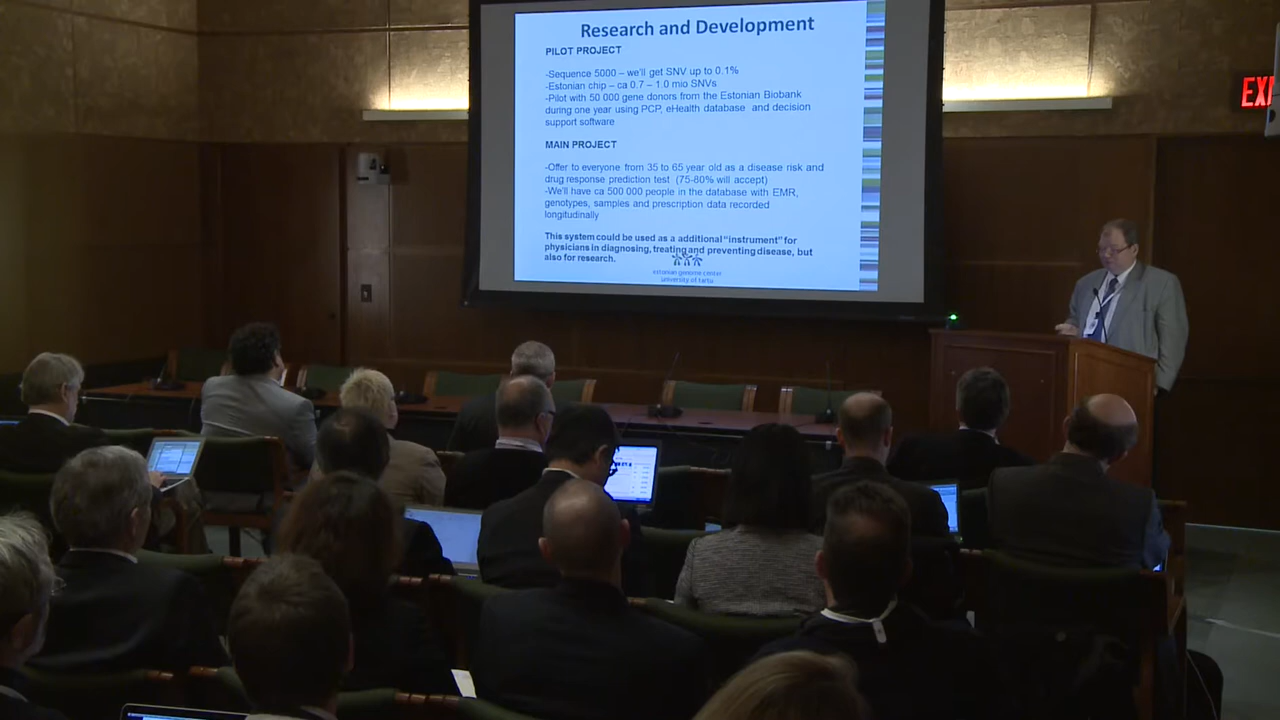 Research and Development
PILOT PROJECT
-Sequence 5000 – we'll get SNV up to 0.1%
-Estonian chip – ca 0.7 – 1.0 mio SNVs
-Pilot with 50 000 gene donors from the Estonian Biobank
during one year using PCP, eHealth database and decision
support software
MAIN PROJECT
-Offer to everyone from 35 to 65 year old as a disease risk and
drug response prediction test (75-80% will accept)
-We'll have ca 500 000 people in the database with EMR,
genotypes, samples and prescription data recorded
longitudinally
This system could be used as a additional "instrument" for
physicians in diagnosing, treating and preventing disease, but
also for research.
estonian genome center
university of tartu
EXI